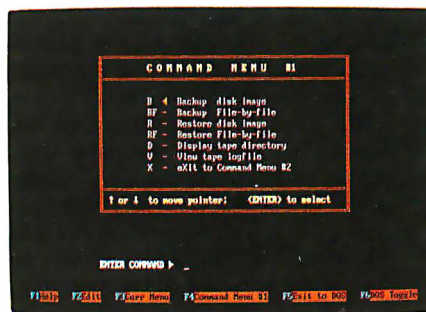 COMMAND MENU #1
B ◄ Backup disk image
BF - Backup File-by-file
R - Restore disk image
RF - Restore File-by-file
D - Display tape directory
V - View tape logfile
X - eXit to Command Menu #2
↑ or ↓ to move pointer; <ENTER> to select
ENTER COMMAND ► _
F1Help F2Edit F3Curr Menu F4Command Menu #1 F5Exit to DOS F6DOS Toggle